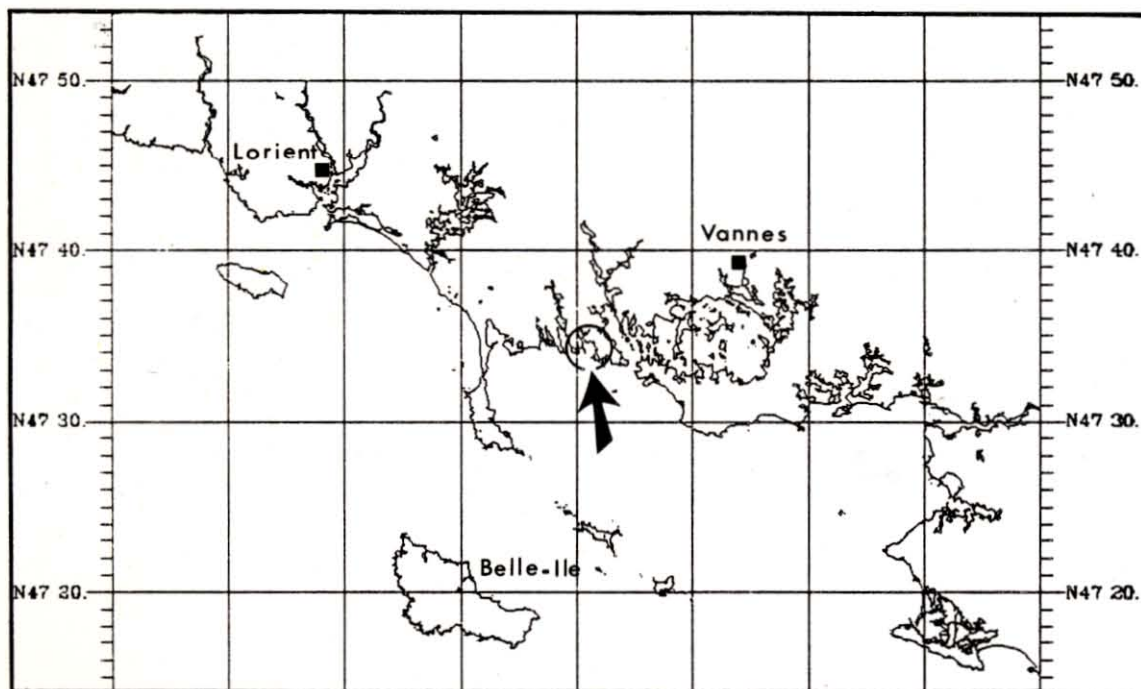 N47 50. N47 50.
Lorient
N47 40. Vannes N47 40.
N47 30. N47 30.
Belle-Ile
N47 20. N47 20.